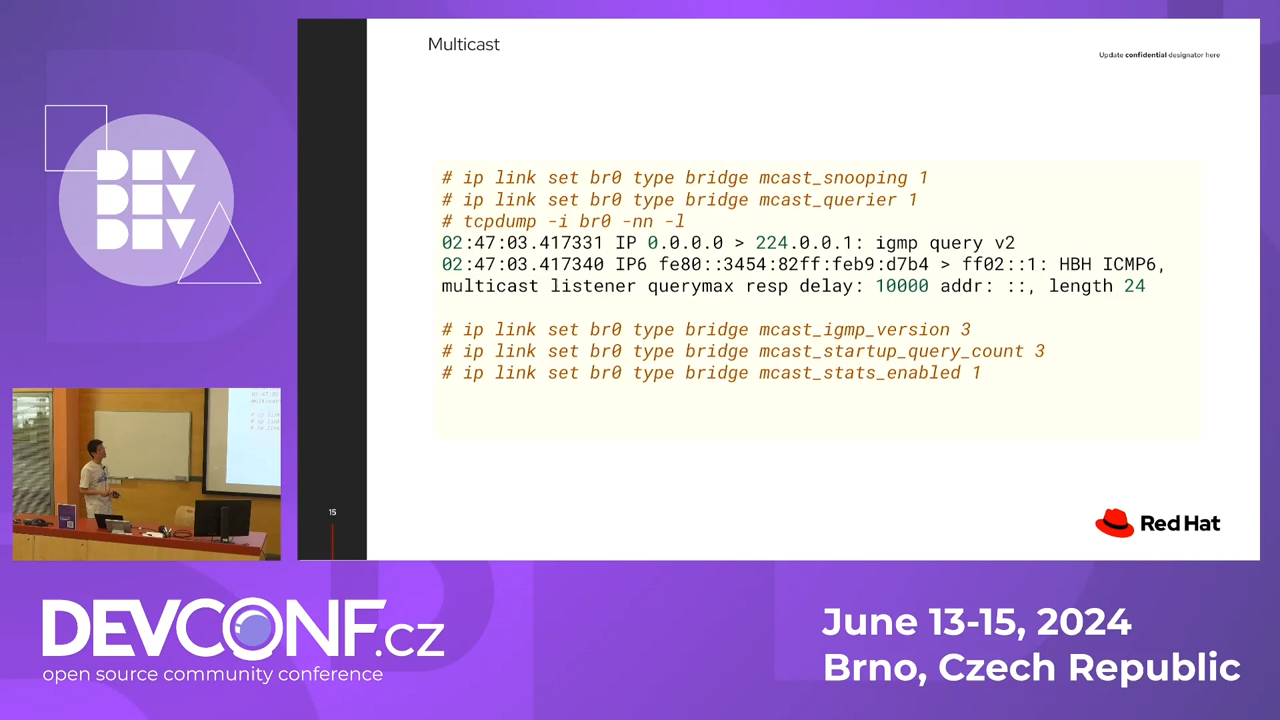 DEV
DEV
DEV
Multicast
Update confidential designator here
# ip link set br0 type bridge mcast_snooping 1
# ip link set br0 type bridge mcast_querier 1
# tcpdump -i br0 -nn -l
02:47:03.417331 IP 0.0.0.0 > 224.0.0.1: igmp query v2
02:47:03.417340 IP6 fe80::3454:82ff:feb9:d7b4 > ff02::1: HBH ICMP6,
multicast listener querymax resp delay: 10000 addr: ::, length 24
# ip link set br0 type bridge mcast_igmp_version 3
# ip link set br0 type bridge mcast_startup_query_count 3
# ip link set br0 type bridge mcast_stats_enabled 1
15
Red Hat
DEVCONF.cz
open source community conference
June 13-15, 2024
Brno, Czech Republic